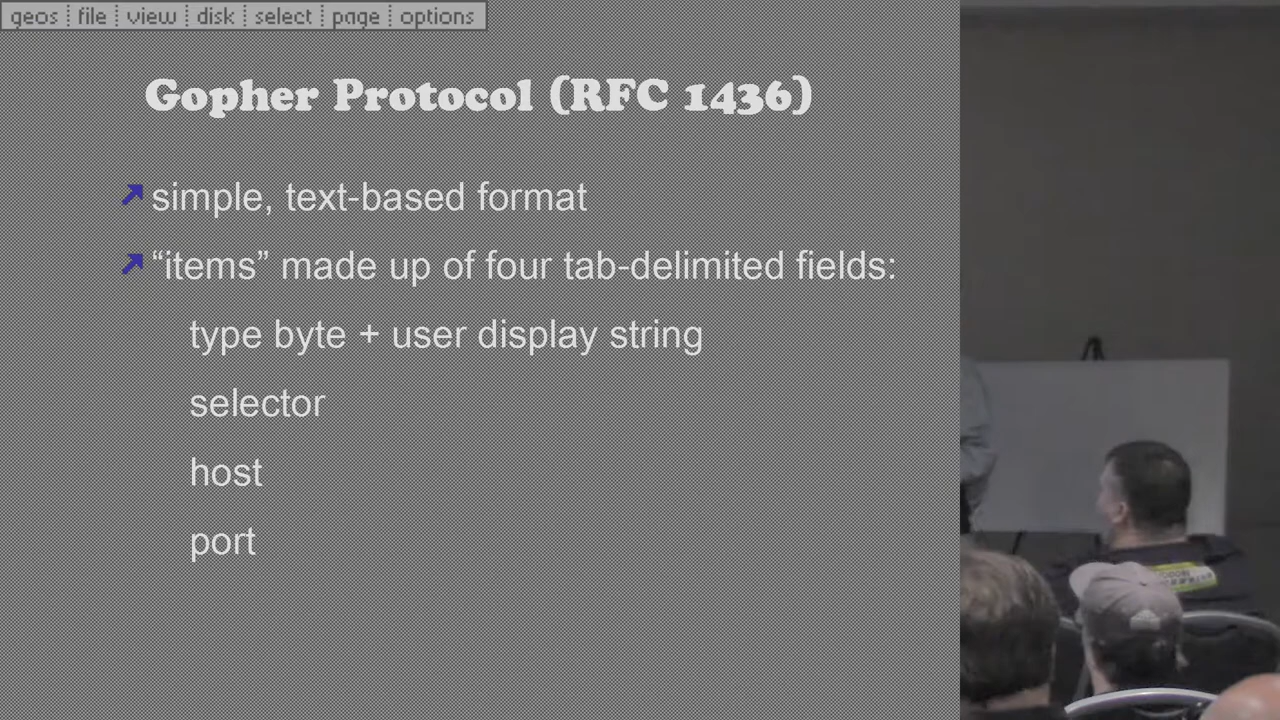 geos file view disk select page options
Gopher Protocol (RFC 1436)
simple, text-based format
“items” made up of four tab-delimited fields:
type byte + user display string
selector
host
port